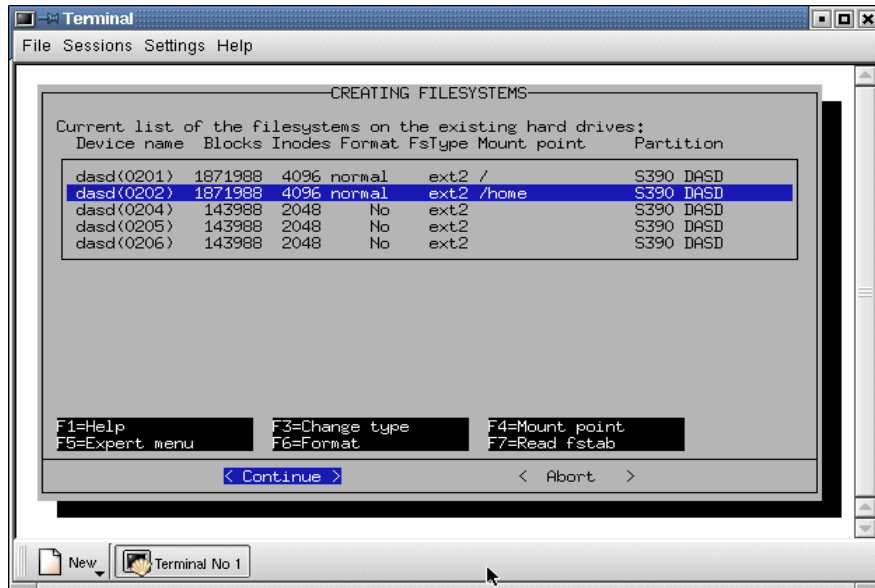 Terminal
File Sessions Settings Help
CREATING FILESYSTEMS
Current list of the filesystems on the existing hard drives:
Device name Blocks Inodes Format FsType Mount point Partition
dasd(0201) 1871988 4096 normal ext2 / S390 DASD
dasd(0202) 1871988 4096 normal ext2 /home S390 DASD
dasd(0204) 143988 2048 No ext2 S390 DASD
dasd(0205) 143988 2048 No ext2 S390 DASD
dasd(0206) 143988 2048 No ext2 S390 DASD
F1=Help F3=Change type F4=Mount point
F5=Expert menu F6=Format F7=Read fstab
< Continue > < Abort >
New Terminal No 1